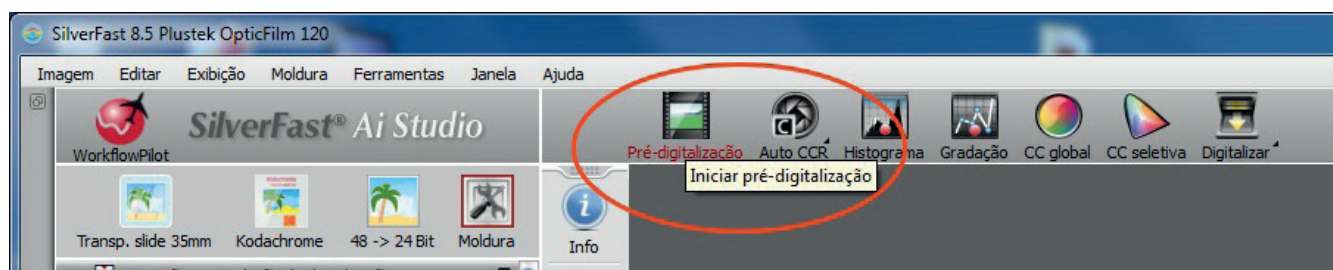 SilverFast 8.5 Plustek OpticFilm 120
Imagem Editar Exibição Moldura Ferramentas Janela Ajuda
SilverFast® Ai Studio
WorkflowPilot
Pré-digitalização Auto CCR Histograma Gradação CC global CC seletiva Digitalizar
Iniciar pré-digitalização
Transp. slide 35mm Kodachrome 48 -> 24 Bit Moldura
Info